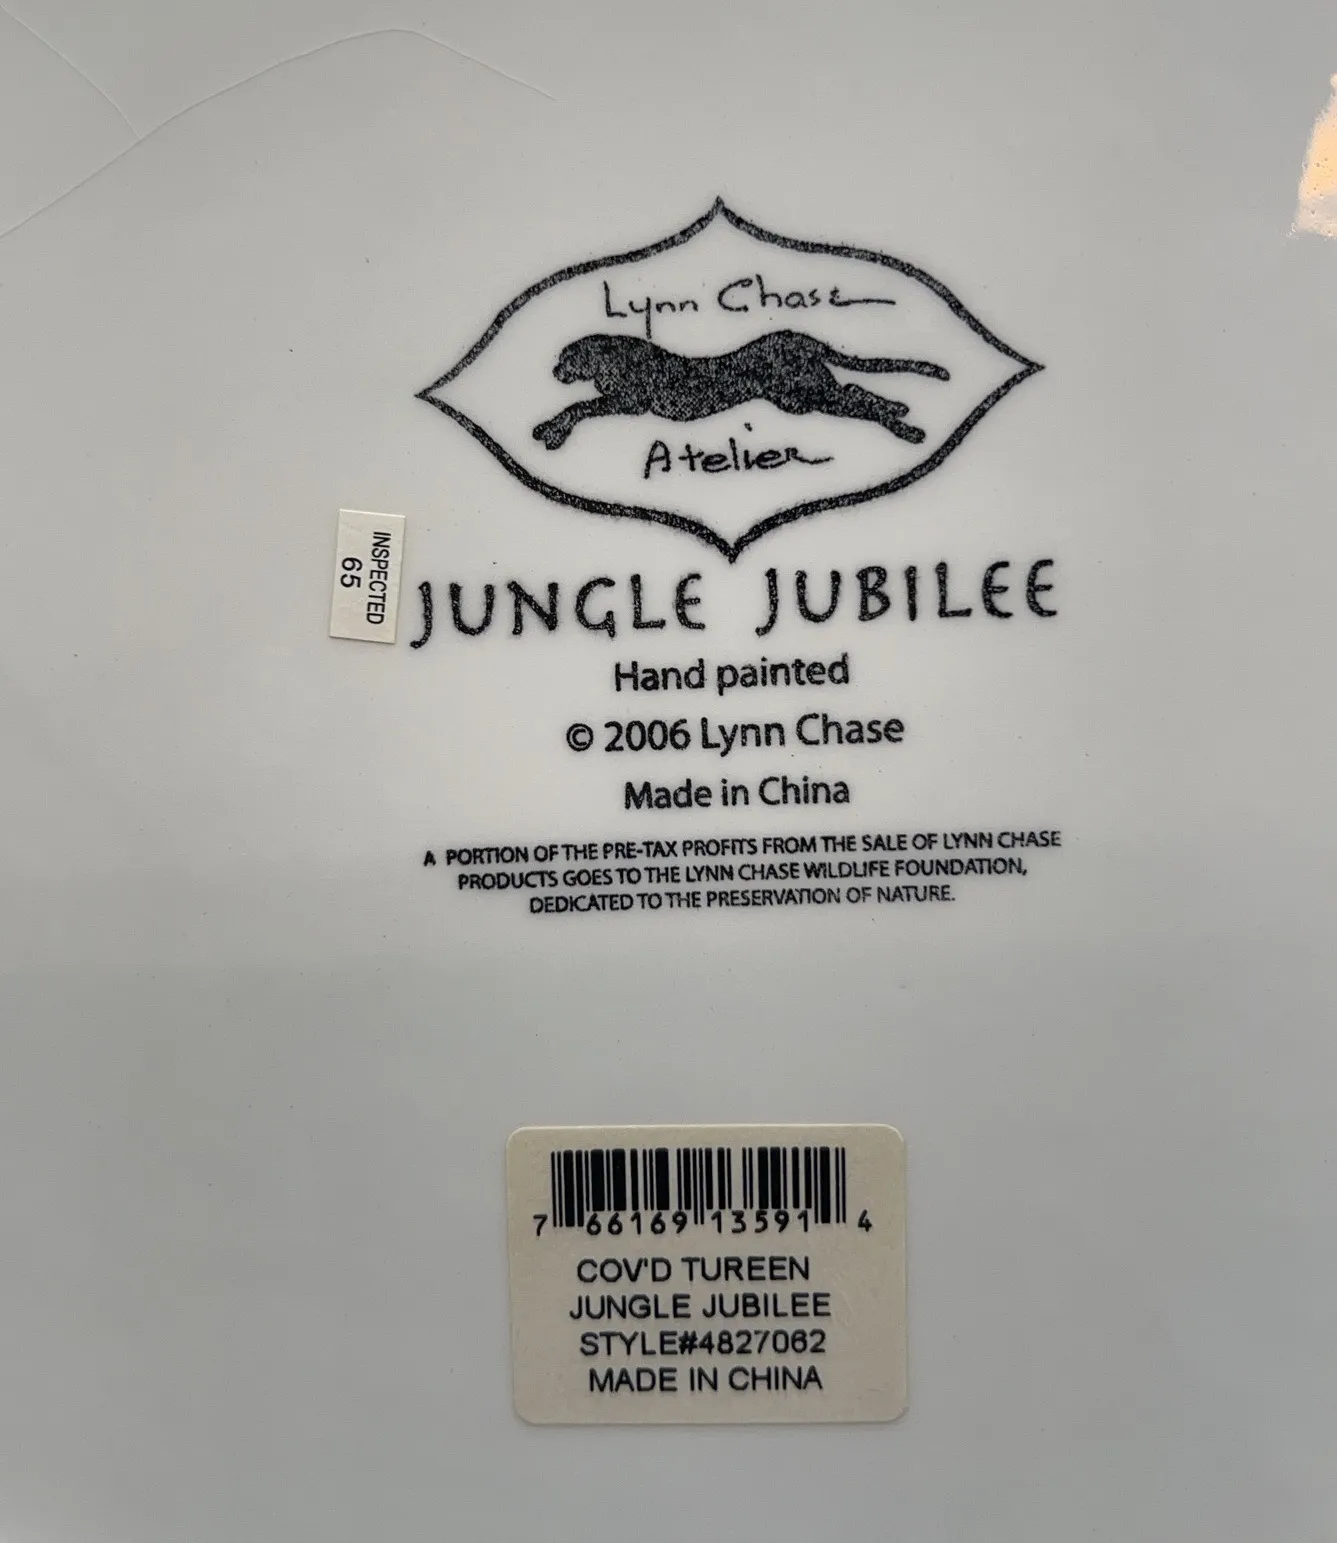 Lynn Chase
Atelier
INSPECTED
65
JUNGLE JUBILEE
Hand painted
© 2006 Lynn Chase
Made in China
A PORTION OF THE PRE-TAX PROFITS FROM THE SALE OF LYNN CHASE
PRODUCTS GOES TO THE LYNN CHASE WILDLIFE FOUNDATION,
DEDICATED TO THE PRESERVATION OF NATURE.
7 66169 13591 4
COV'D TUREEN
JUNGLE JUBILEE
STYLE#4827062
MADE IN CHINA